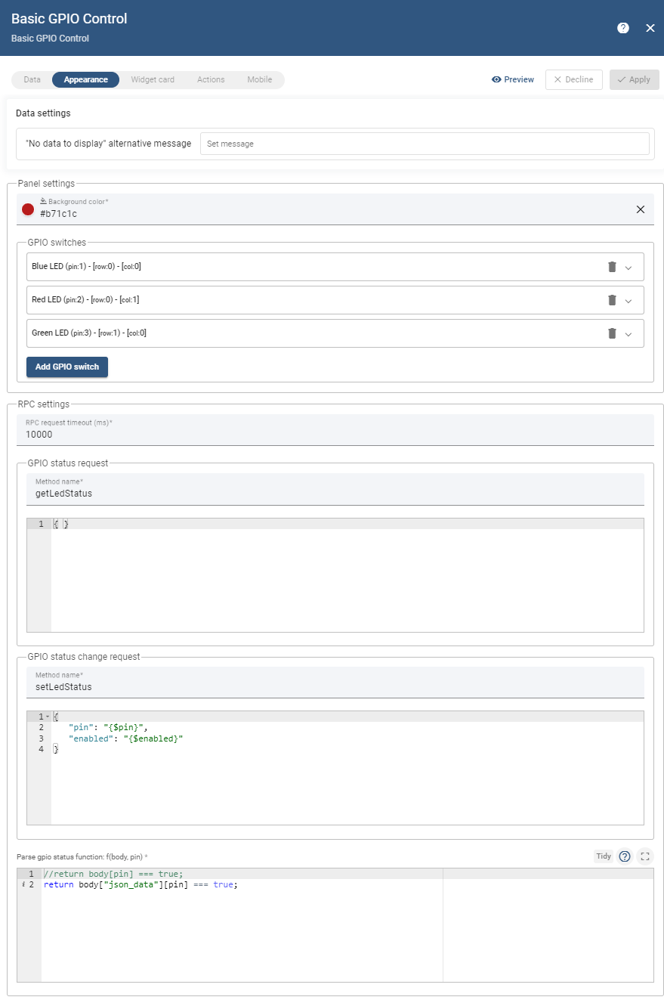 Basic GPIO Control
Basic GPIO Control
?
Data Appearance Widget card Actions Mobile Preview Decline Apply
Data settings
"No data to display" alternative message Set message
Panel settings
Background color*
#b71c1c
GPIO switches
Blue LED (pin:1) - [row:0) - [col:0]
Red LED (pin:2) - [row:0) - [col:1]
Green LED (pin:3) - [row:1) - [col:0]
Add GPIO switch
RPC settings
RPC request timeout (ms)*
10000
GPIO status request
Method name*
getLedStatus
1 { }
GPIO status change request
Method name*
setLedStatus
1 {
2 "pin": "{$pin}",
3 "enabled": "{$enabled}"
4 }
Parse gpio status function: f(body, pin) * Tidy ?
1 //return body[pin] === true;
i 2 return body["json_data"][pin] === true;